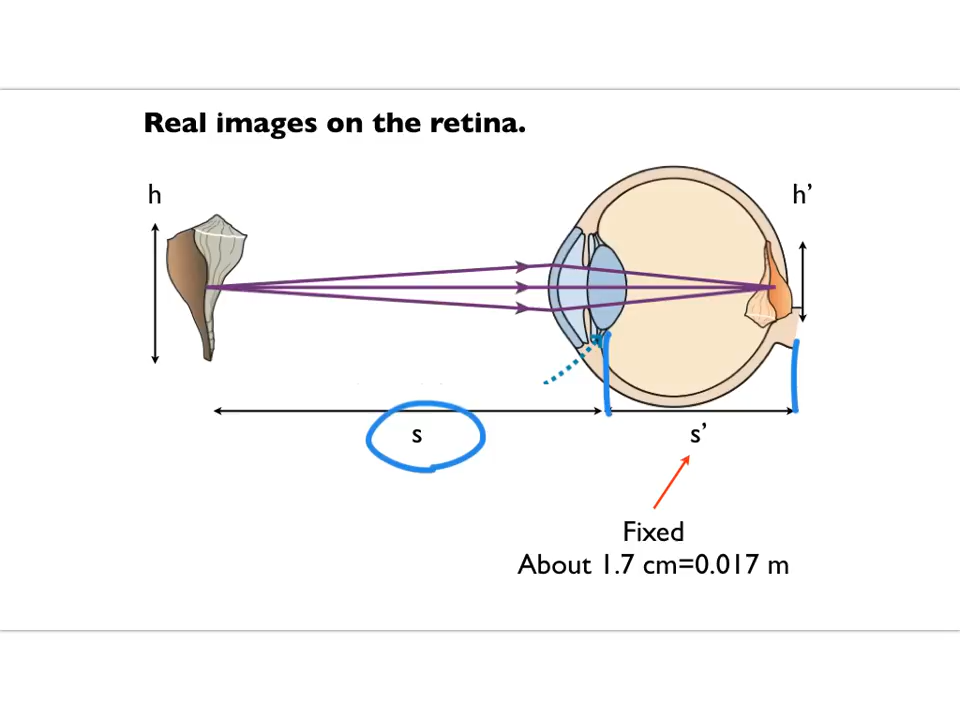 Real images on the retina.
h
h’
s
s’
Fixed
About 1.7 cm=0.017 m